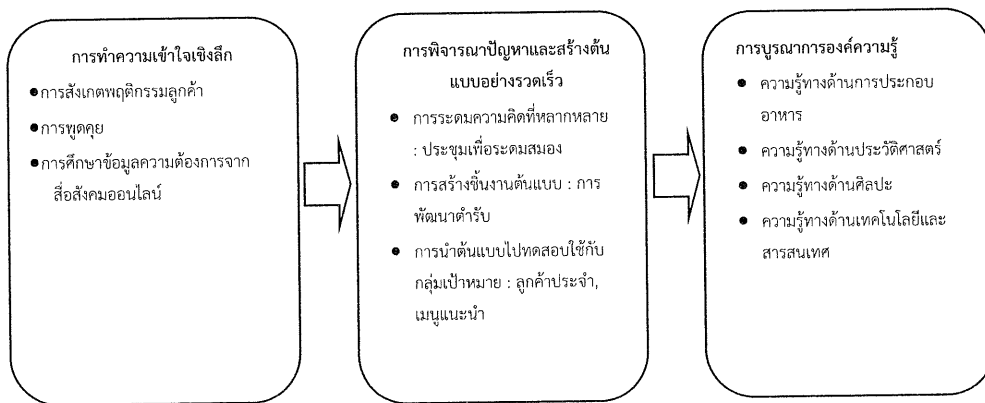 การทำความเข้าใจเชิงลึก
●การสังเกตพฤติกรรมลูกค้า
●การพูดคุย
●การศึกษาข้อมูลความต้องการจาก
สื่อสังคมออนไลน์
การพิจารณาปัญหาและสร้างต้น
แบบอย่างรวดเร็ว
● การระดมความคิดที่หลากหลาย
: ประชุมเพื่อระดมสมอง
● การสร้างชิ้นงานต้นแบบ : การ
พัฒนาตำรับ
● การนำต้นแบบไปทดสอบใช้กับ
กลุ่มเป้าหมาย : ลูกค้าประจำ,
เมนูแนะนำ
การบูรณาการองค์ความรู้
● ความรู้ทางด้านการประกอบ
อาหาร
● ความรู้ทางด้านประวัติศาสตร์
● ความรู้ทางด้านศิลปะ
● ความรู้ทางด้านเทคโนโลยีและ
สารสนเทศ